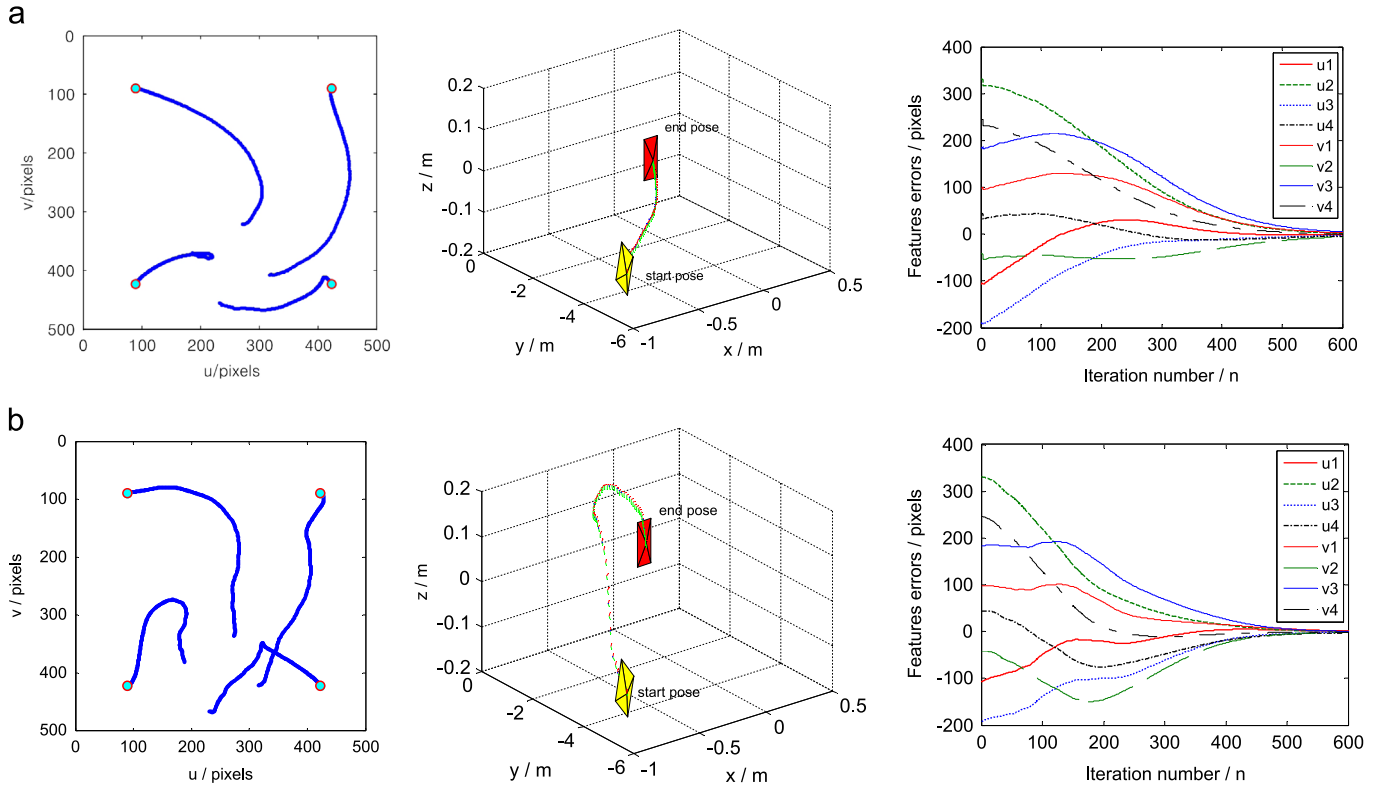 a
0
100
200
300
400
500
v/pixels
0
100
200
300
400
500
u/pixels
0.2
0.1
0
-0.1
-0.2
z / m
end pose
start pose
0
-2
-4
-6
y / m
-1
-0.5
0
0.5
x / m
400
300
200
100
0
-100
-200
Features errors / pixels
u1
u2
u3
u4
v1
v2
v3
v4
0
100
200
300
400
500
600
Iteration number / n
b
0
100
200
300
400
500
v / pixels
0
100
200
300
400
500
u / pixels
0.2
0.1
0
-0.1
-0.2
z / m
end pose
start pose
0
-2
-4
-6
y / m
-1
-0.5
0
0.5
x / m
400
300
200
100
0
-100
-200
Features errors / pixels
u1
u2
u3
u4
v1
v2
v3
v4
0
100
200
300
400
500
600
Iteration number / n